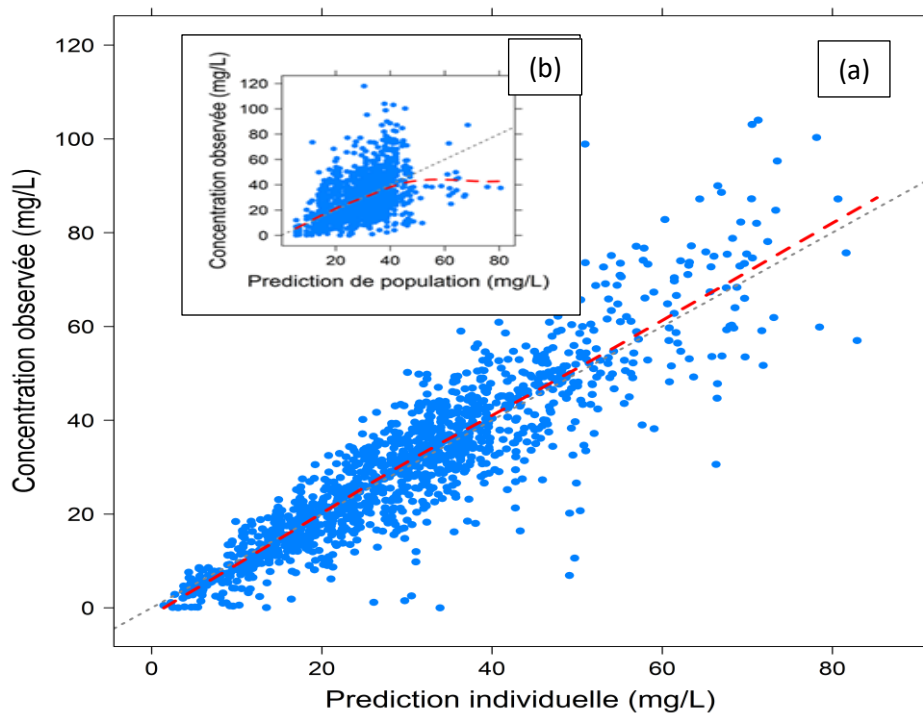 (a)
Concentration observée (mg/L)
120
100
80
60
40
20
0
0 20 40 60 80
Prediction individuelle (mg/L)
(b)
Concentration observée (mg/L)
120
100
80
60
40
20
0
20 40 60 80
Prediction de population (mg/L)